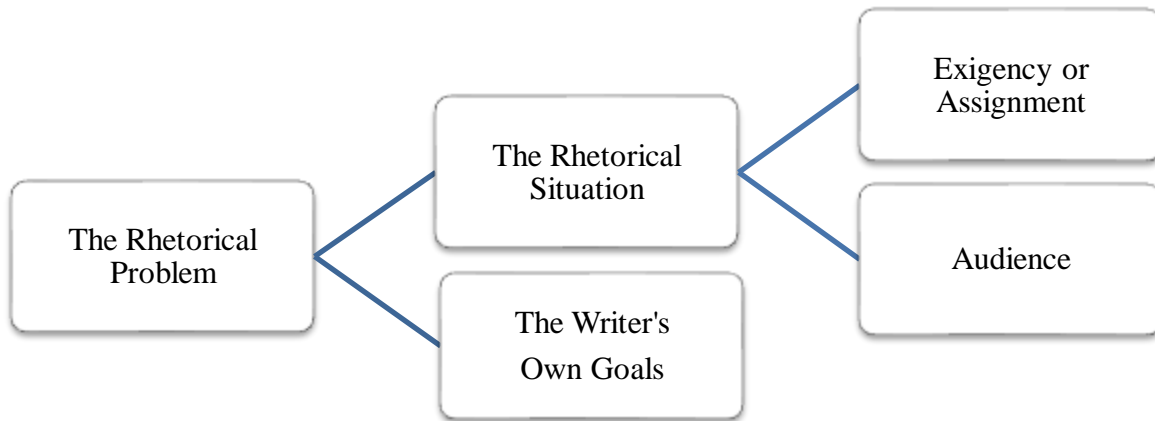 The Rhetorical
Problem
The Rhetorical
Situation
The Writer's
Own Goals
Exigency or
Assignment
Audience